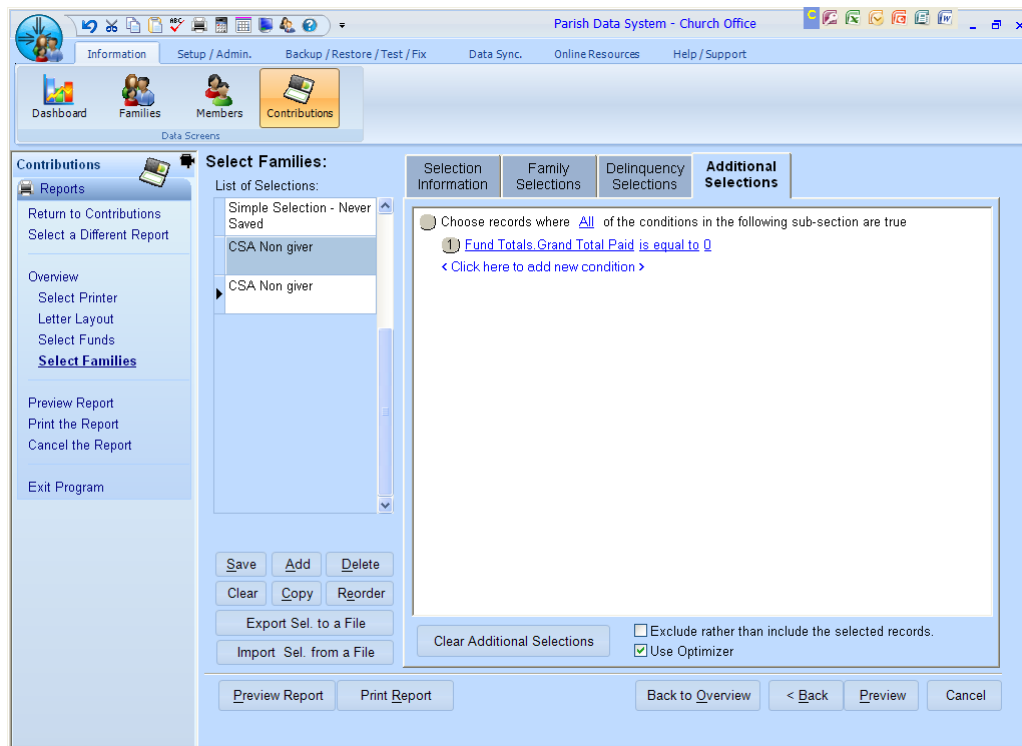 Parish Data System - Church Office
ABC
Information Setup / Admin. Backup / Restore / Test / Fix Data Sync. Online Resources Help / Support
Dashboard Families Members Contributions
Data Screens
Contributions
Reports
Return to Contributions
Select a Different Report
Overview
Select Printer
Letter Layout
Select Funds
Select Families
Preview Report
Print the Report
Cancel the Report
Exit Program
Select Families:
List of Selections:
Simple Selection - Never
Saved
CSA Non giver
CSA Non giver
Save Add Delete
Clear Copy Reorder
Export Sel. to a File
Import Sel. from a File
Selection
Information
Family
Selections
Delinquency
Selections
Additional
Selections
Choose records where All of the conditions in the following sub-section are true
1 Fund Totals.Grand Total Paid is equal to 0
< Click here to add new condition >
Clear Additional Selections
Exclude rather than include the selected records.
Use Optimizer
Preview Report Print Report Back to Overview < Back Preview Cancel